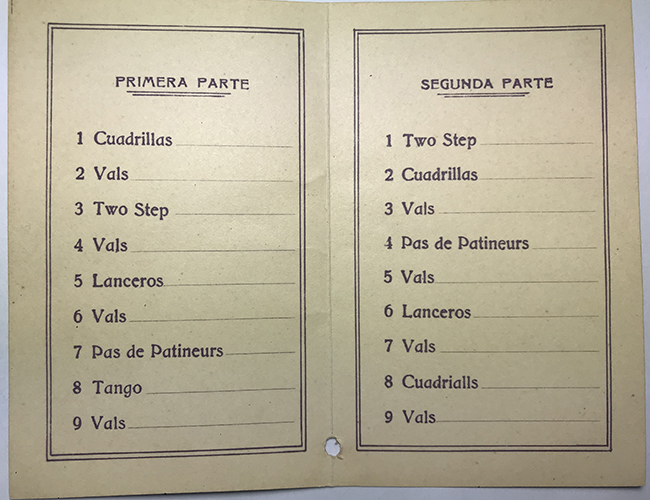 PRIMERA PARTE
1 Cuadrillas
2 Vals
3 Two Step
4 Vals
5 Lanceros
6 Vals
7 Pas de Patineurs
8 Tango
9 Vals
SEGUNDA PARTE
1 Two Step
2 Cuadrillas
3 Vals
4 Pas de Patineurs
5 Vals
6 Lanceros
7 Vals
8 Cuadrialls
9 Vals